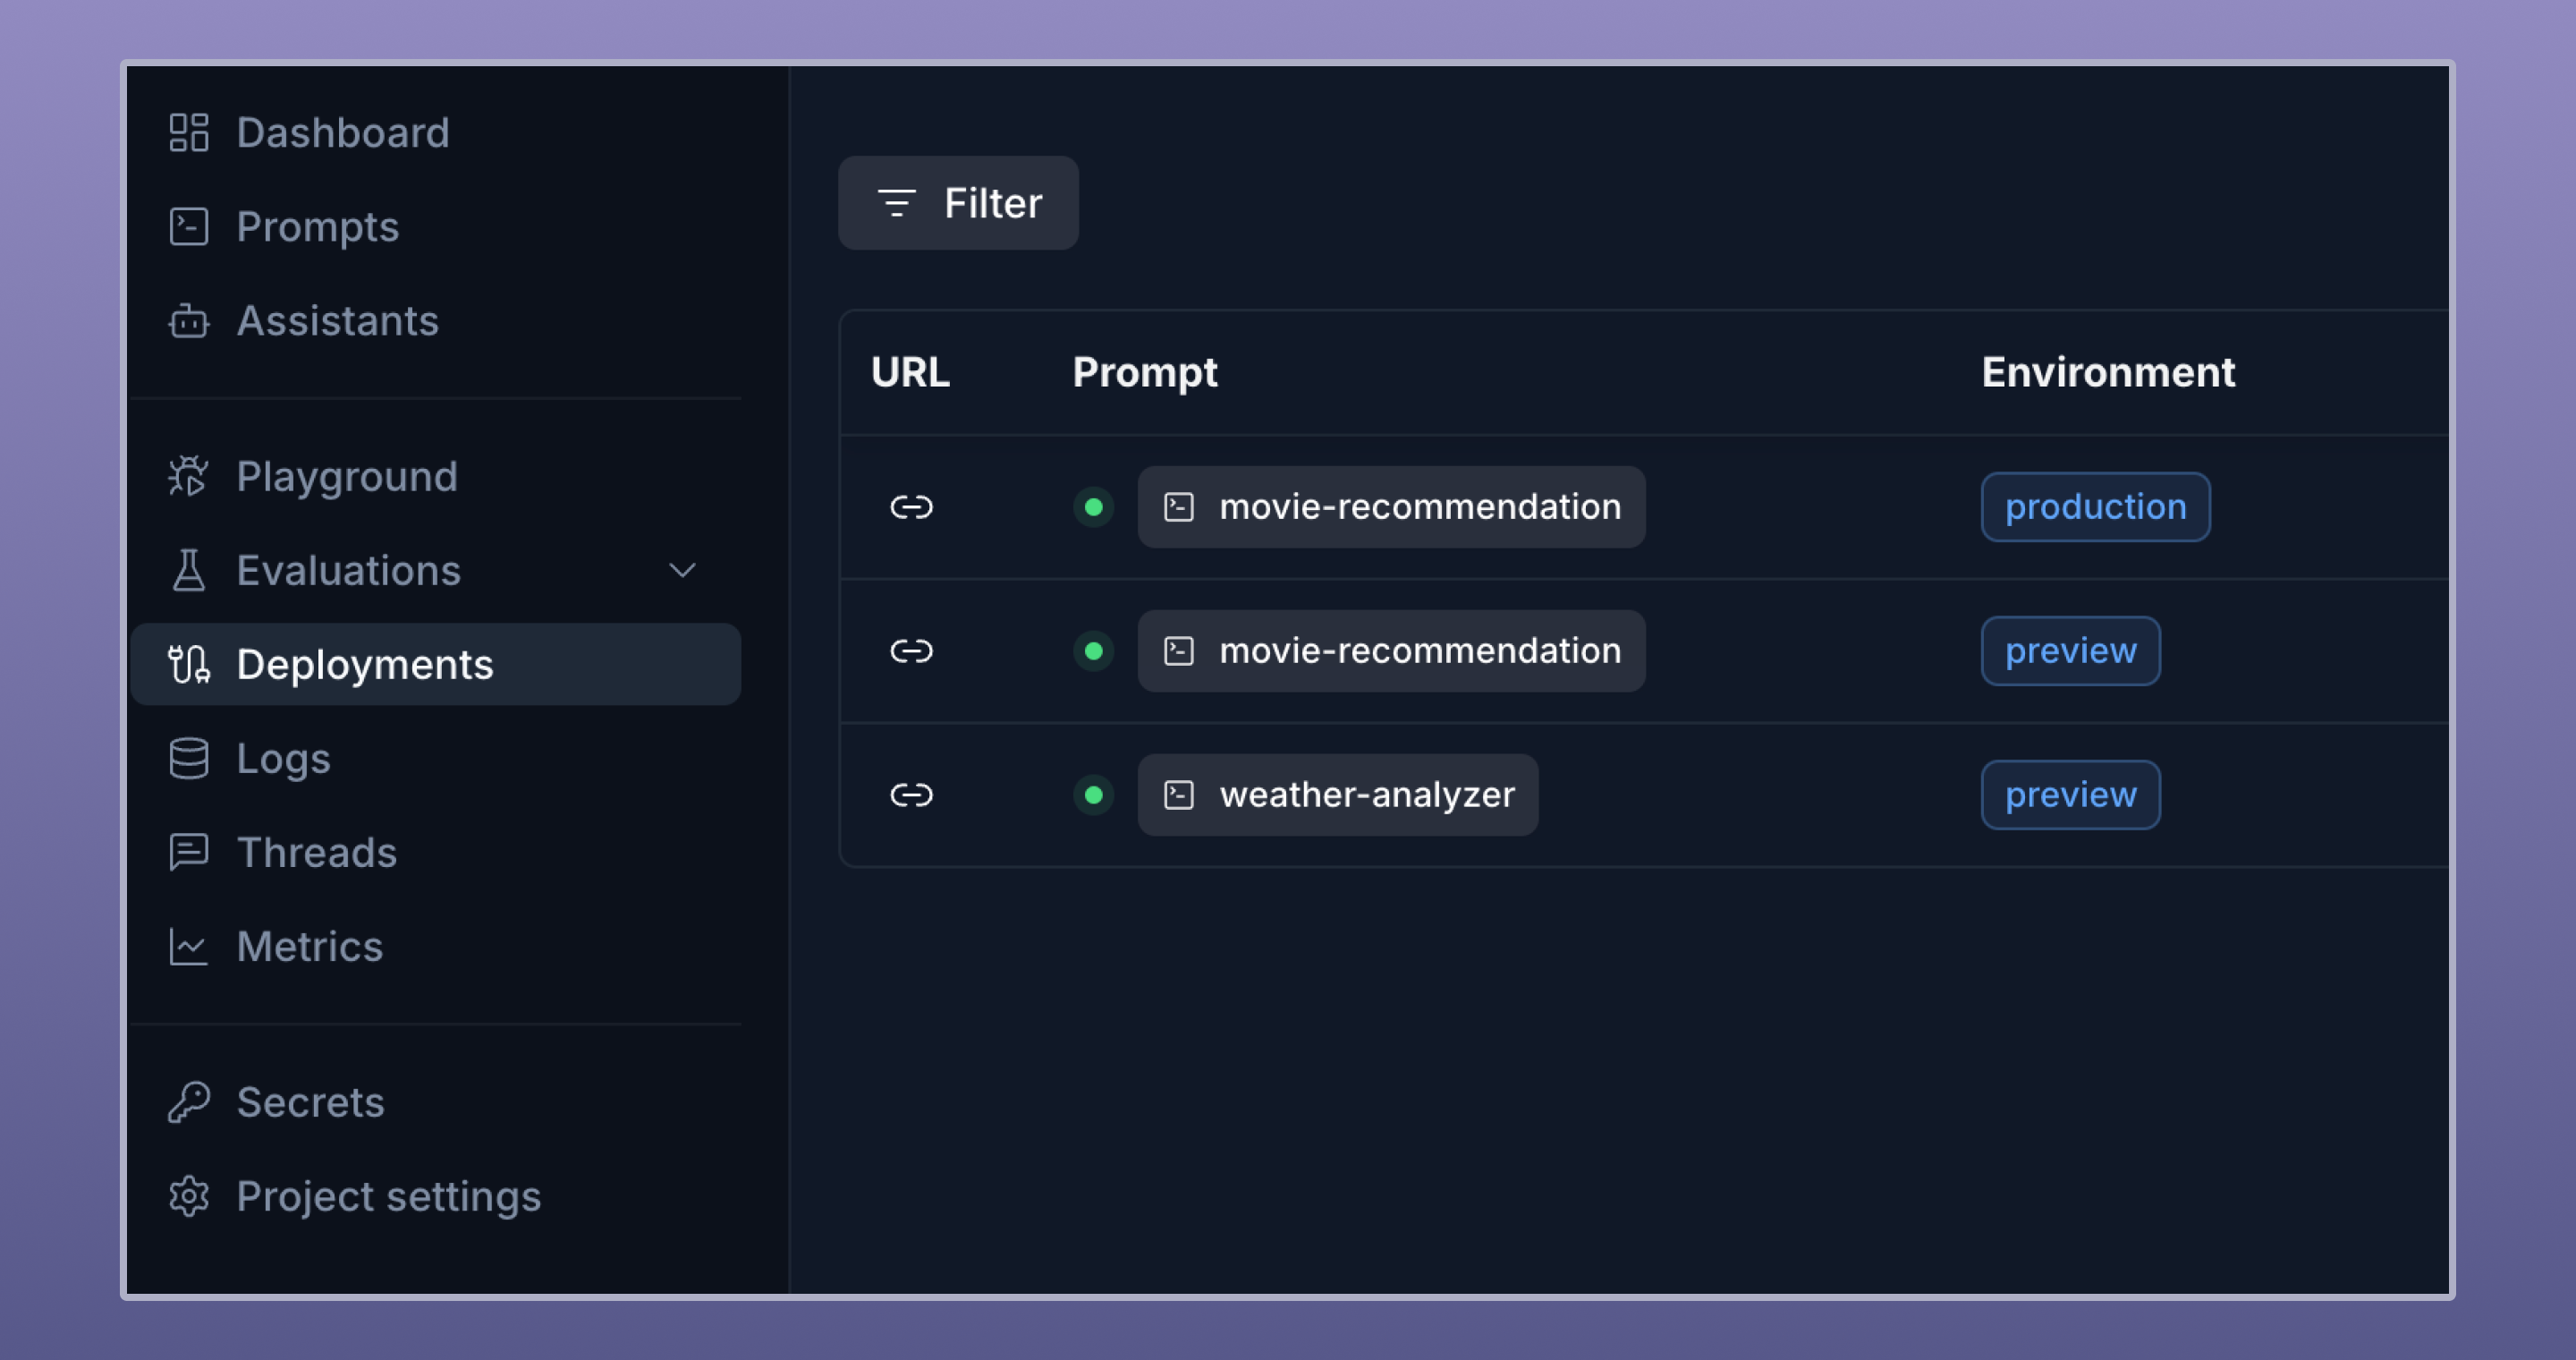 Dashboard
Prompts
Assistants
Playground
Evaluations
Deployments
Logs
Threads
Metrics
Secrets
Project settings
Filter
URL Prompt Environment
movie-recommendation production
movie-recommendation preview
weather-analyzer preview